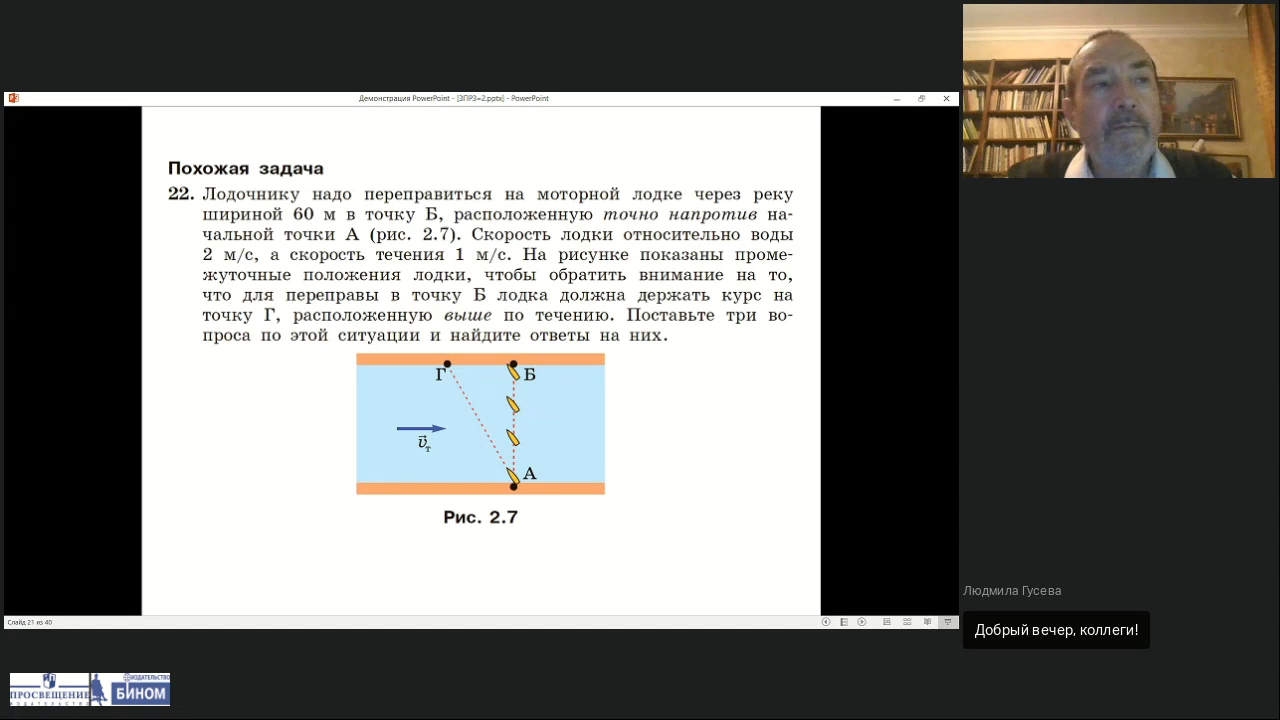 Демонстрация PowerPoint - [ЗПРЗ=2.pptx] - PowerPoint
Похожая задача
22. Лодочнику надо переправиться на моторной лодке через реку
шириной 60 м в точку Б, расположенную точно напротив на-
чальной точки А (рис. 2.7). Скорость лодки относительно воды
2 м/с, а скорость течения 1 м/с. На рисунке показаны проме-
жуточные положения лодки, чтобы обратить внимание на то,
что для переправы в точку Б лодка должна держать курс на
точку Г, расположенную выше по течению. Поставьте три во-
проса по этой ситуации и найдите ответы на них.
Г
Б
v⃗т
А
Рис. 2.7
Слайд 21 из 40
Людмила Гусева
Добрый вечер, коллеги!
ПРОСВЕЩЕНИЕ
ИЗДАТЕЛЬСТВО
ИЗДАТЕЛЬСТВО
БИНОМ